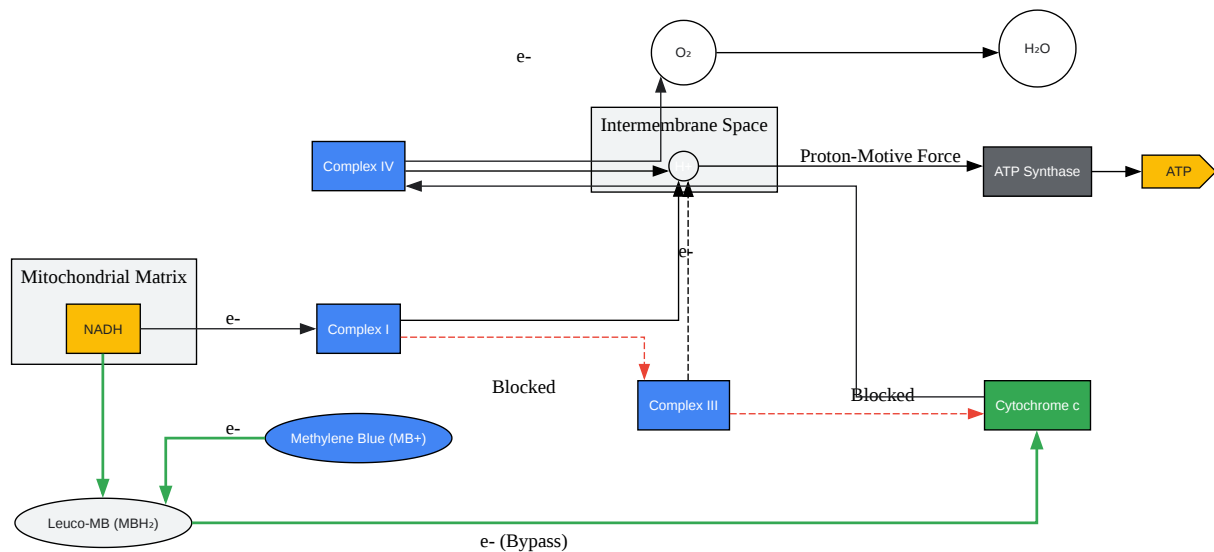 O₂
H₂O
e-
Intermembrane Space
Complex IV
Proton-Motive Force
ATP Synthase
ATP
e-
Mitochondrial Matrix
NADH
e-
Complex I
Blocked
Complex III
Blocked
Cytochrome c
e-
Methylene Blue (MB+)
Leuco-MB (MBH₂)
e- (Bypass)